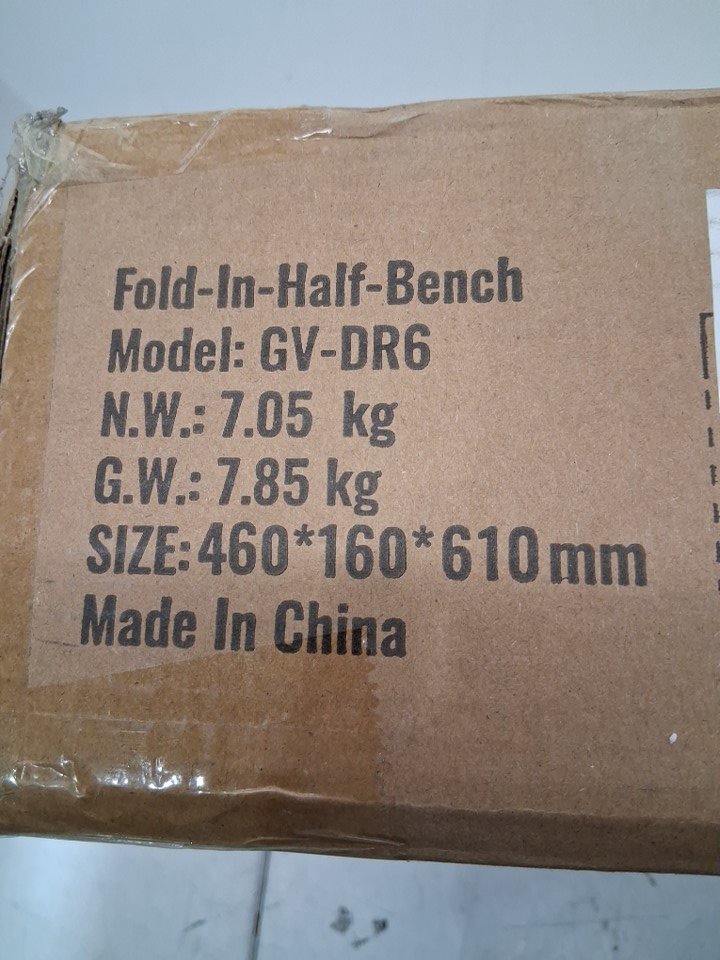 Fold-In-Half-Bench
Model: GV-DR6
N.W.: 7.05 kg
G.W.: 7.85 kg
SIZE: 460*160*610mm
Made In China